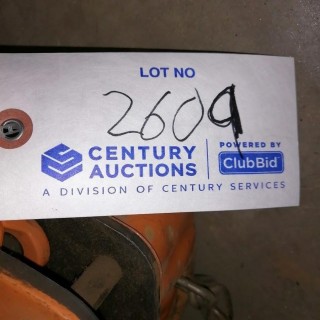 LOT NO
2609
CENTURY AUCTIONS
POWERED BY
ClubBid
A DIVISION OF CENTURY SERVICES